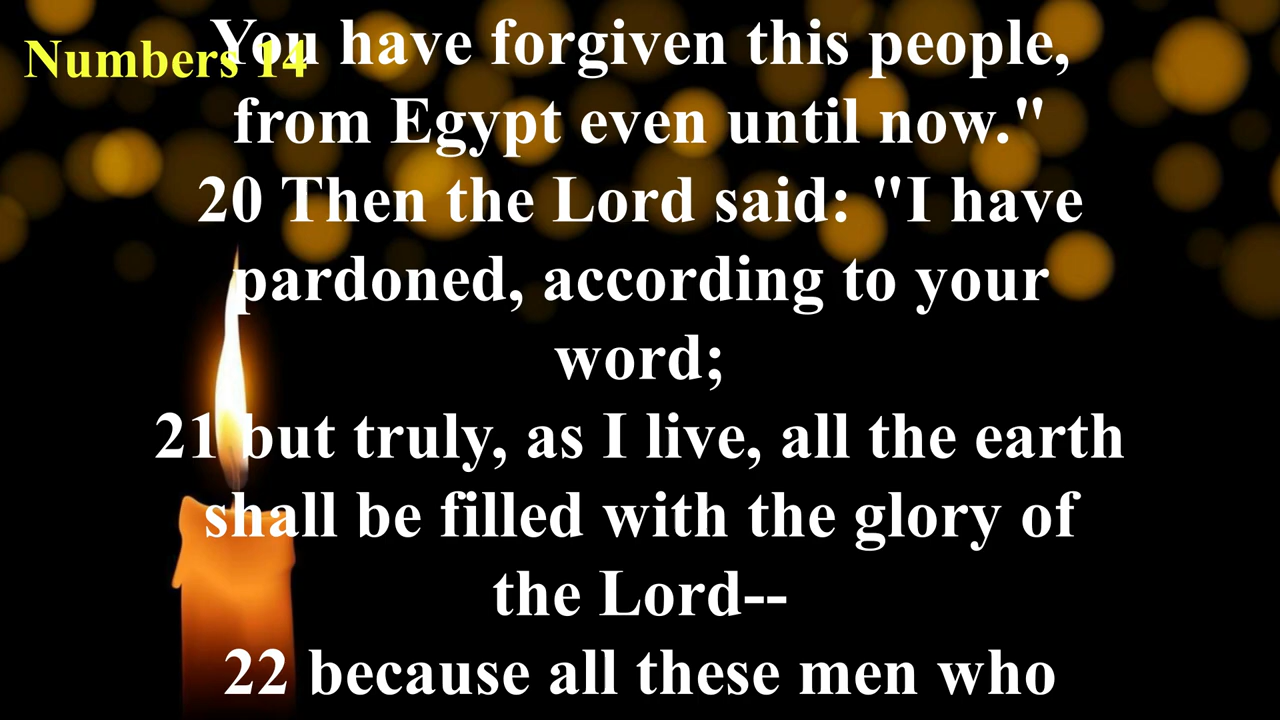 Numbers 14
You have forgiven this people,
from Egypt even until now."
20 Then the Lord said: "I have
pardoned, according to your
word;
21 but truly, as I live, all the earth
shall be filled with the glory of
the Lord--
22 because all these men who